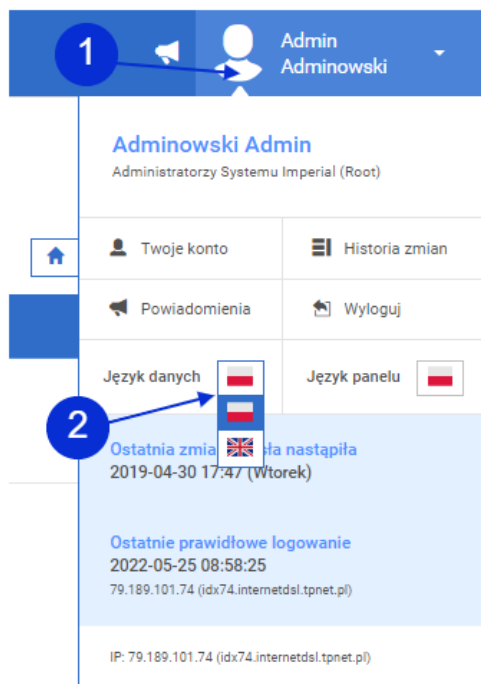 1
Admin
Adminowski
Adminowski Admin
Administratorzy Systemu Imperial (Root)
Twoje konto
Historia zmian
Powiadomienia
Wyloguj
Język danych
Język panelu
2
Ostatnia zmia sła nastąpiła
2019-04-30 17:47 (Wtorek)
Ostatnie prawidłowe logowanie
2022-05-25 08:58:25
79.189.101.74 (idx74.internetdsl.tpnet.pl)
IP: 79.189.101.74 (idx74.internetdsl.tpnet.pl)